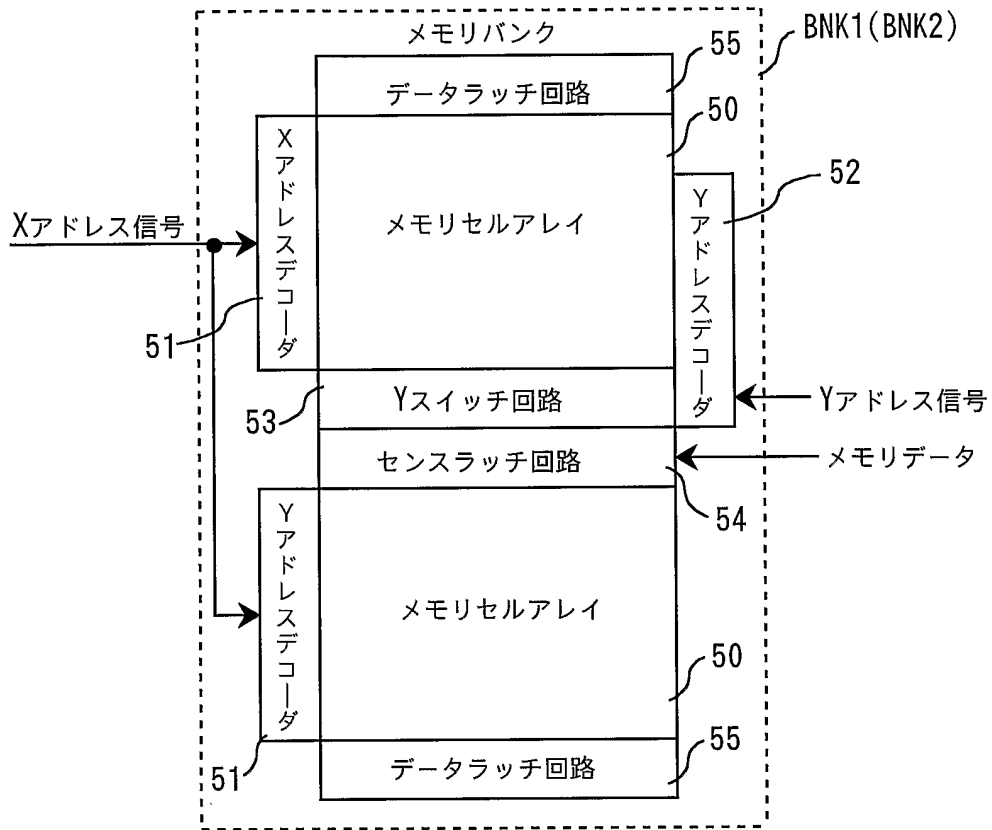 メモリバンク
BNK1(BNK2)
55
データラッチ回路
50
Xアドレスデコーダ
52
Yアドレスデコーダ
Xアドレス信号
メモリセルアレイ
51
53
Yスイッチ回路
Yアドレス信号
センスラッチ回路
メモリデータ
54
Yアドレスデコーダ
メモリセルアレイ
50
51
データラッチ回路
55